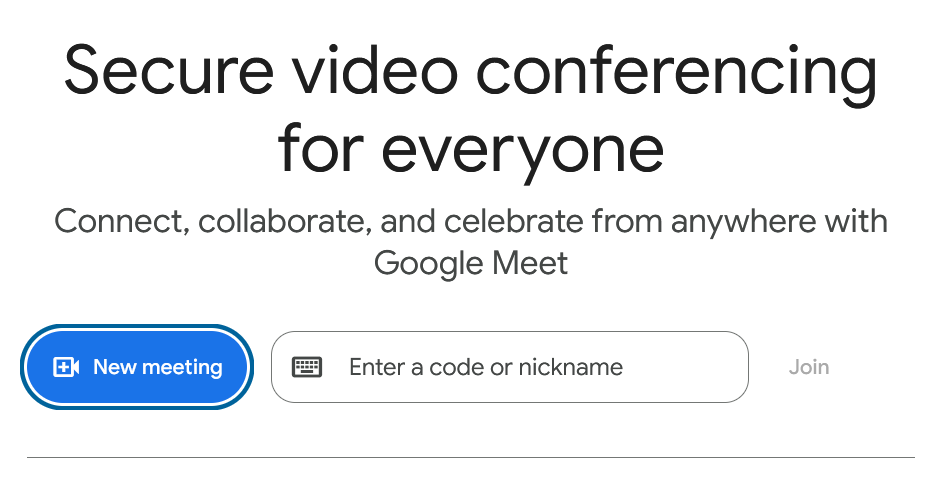 Secure video conferencing
for everyone
Connect, collaborate, and celebrate from anywhere with
Google Meet
New meeting
Enter a code or nickname
Join